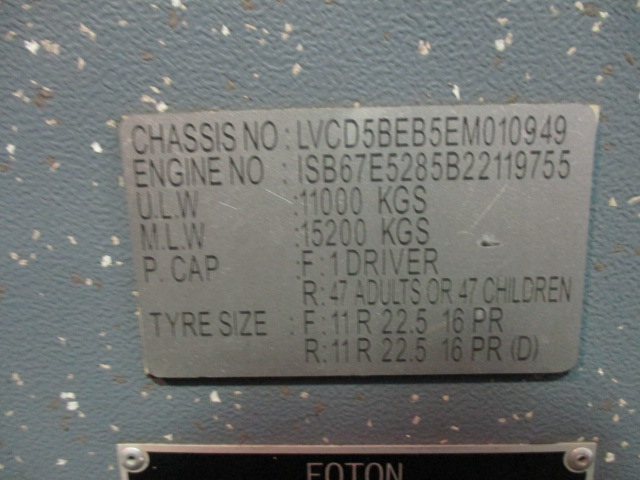 CHASSIS NO : LVCD5BEB5EM010949
ENGINE NO : ISB67E5285B22119755
U.L.W :11000 KGS
M.L.W :15200 KGS
P. CAP : F : 1 DRIVER
R : 47 ADULTS OR 47 CHILDREN
TYRE SIZE : F : 11 R 22.5 16 PR
R : 11 R 22.5 16 PR (D)
FOTON